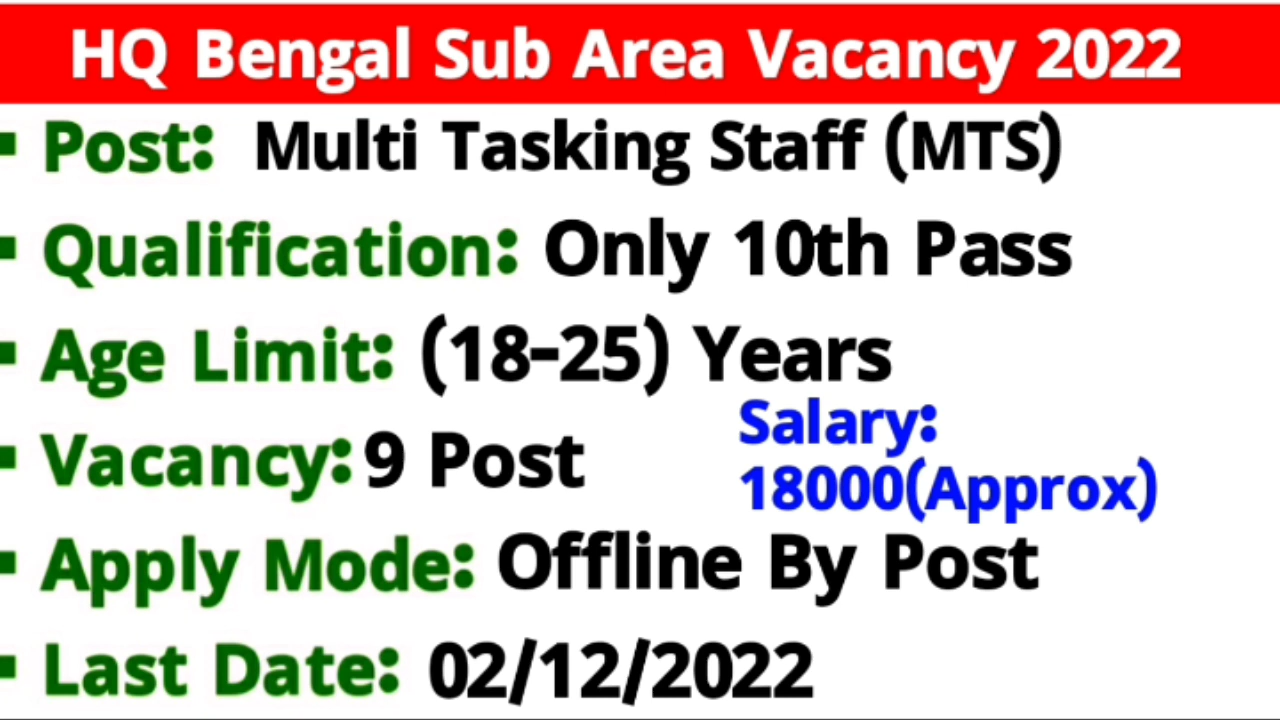 HQ Bengal Sub Area Vacancy 2022
Post: Multi Tasking Staff (MTS)
Qualification: Only 10th Pass
Age Limit: (18-25) Years
Vacancy: 9 Post
Salary:
18000(Approx)
Apply Mode: Offline By Post
Last Date: 02/12/2022